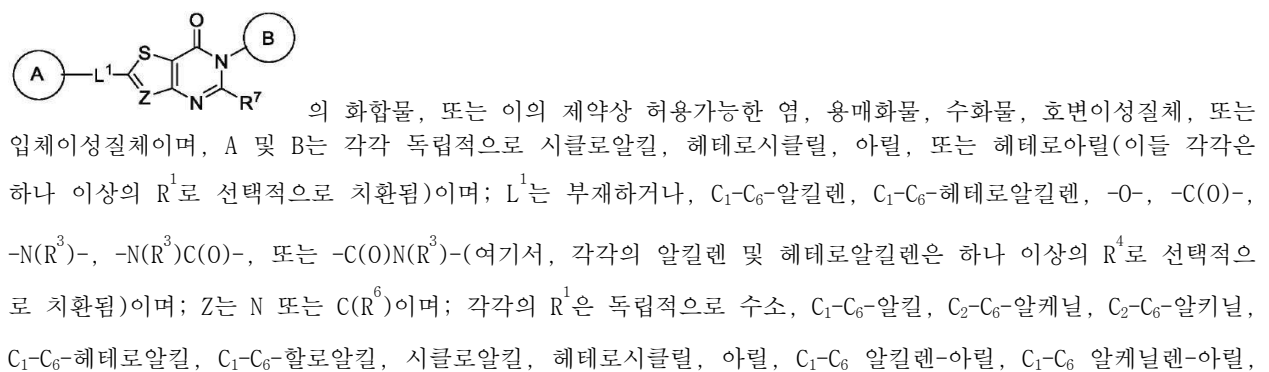 O
S
B
N
A
L¹
Z
N
R⁷
의 화합물, 또는 이의 제약상 허용가능한 염, 용매화물, 수화물, 호변이성질체, 또는
입체이성질체이며, A 및 B는 각각 독립적으로 시클로알킬, 헤테로시클릴, 아릴, 또는 헤테로아릴(이들 각각은
하나 이상의 R¹로 선택적으로 치환됨)이며; L¹는 부재하거나, C₁-C₆-알킬렌, C₁-C₆-헤테로알킬렌, -O-, -C(O)-,
-N(R³)-, -N(R³)C(O)-, 또는 -C(O)N(R³)-(여기서, 각각의 알킬렌 및 헤테로알킬렌은 하나 이상의 R⁴로 선택적으
로 치환됨)이며; Z는 N 또는 C(R⁶)이며; 각각의 R¹은 독립적으로 수소, C₁-C₆-알킬, C₂-C₆-알케닐, C₂-C₆-알키닐,
C₁-C₆-헤테로알킬, C₁-C₆-할로알킬, 시클로알킬, 헤테로시클릴, 아릴, C₁-C₆ 알킬렌-아릴, C₁-C₆ 알케닐렌-아릴,